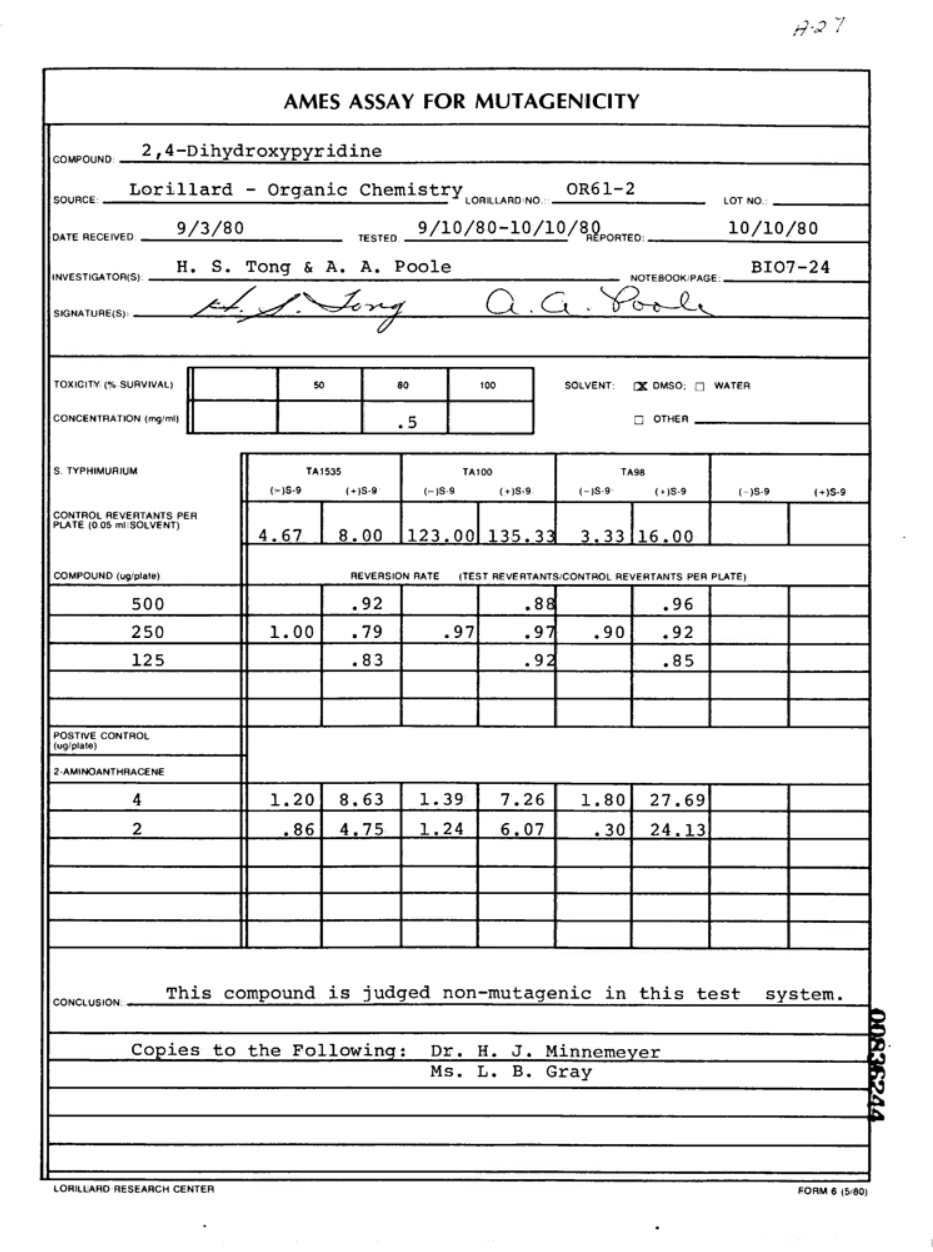 A-27
AMES ASSAY FOR MUTAGENICITY
COMPOUND: 2,4-Dihydroxypyridine
SOURCE: Lorillard - Organic Chemistry LORILLARD NO.: OR61-2 LOT NO.:
DATE RECEIVED: 9/3/80 TESTED 9/10/80-10/10/80 REPORTED: 10/10/80
INVESTIGATOR(S): H. S. Tong & A. A. Poole NOTEBOOK/PAGE: BIO7-24
SIGNATURE(S): H. S. Tong A. A. Poole
TOXICITY (% SURVIVAL) 50 80 100 SOLVENT: X DMSO; WATER
CONCENTRATION (mg/ml) .5 OTHER
S. TYPHIMURIUM TA1535 TA100 TA98
(-)S-9 (+)S-9 (-)S-9 (+)S-9 (-)S-9 (+)S-9 (-)S-9 (+)S-9
CONTROL REVERTANTS PER
PLATE (0.05 ml SOLVENT)
4.67 8.00 123.00 135.33 3.33 16.00
COMPOUND (ug/plate) REVERSION RATE (TEST REVERTANTS/CONTROL REVERTANTS PER PLATE)
500 .92 .88 .96
250 1.00 .79 .97 .97 .90 .92
125 .83 .92 .85
POSTIVE CONTROL
(ug/plate)
2-AMINOANTHRACENE
4 1.20 8.63 1.39 7.26 1.80 27.69
2 .86 4.75 1.24 6.07 .30 24.13
CONCLUSION: This compound is judged non-mutagenic in this test system.
Copies to the Following: Dr. H. J. Minnemeyer
Ms. L. B. Gray
00836244
LORILLARD RESEARCH CENTER FORM 6 (5/80)